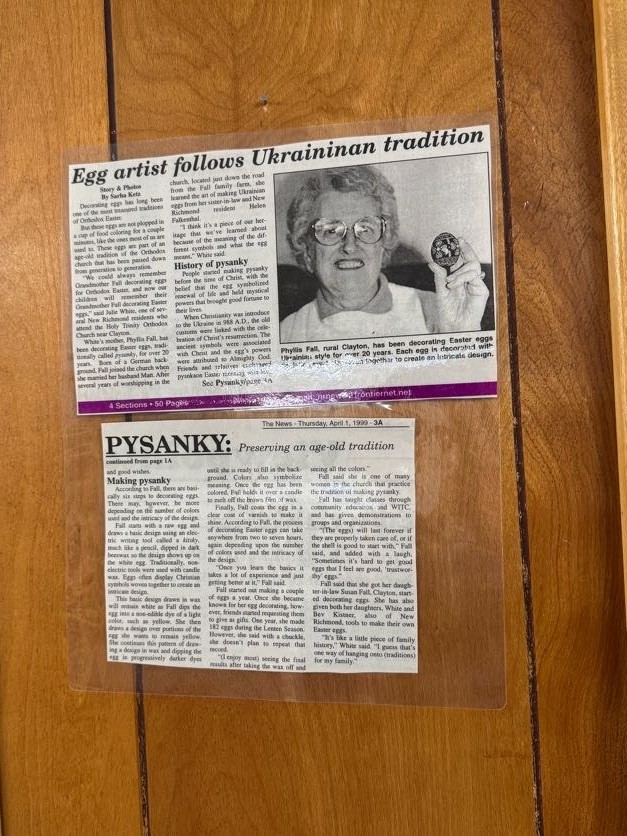 Egg artist follows Ukraininan tradition
Story & Photos
By Sarha Ketz
Decorating eggs has long been
one of the most treasured traditions
of Orthodox Easter.
But these eggs are not plopped in
a cup of food coloring for a couple
minutes, like the ones most of us are
used to. These eggs are part of an
age-old tradition of the Orthodox
church that has been passed down
from generation to generation.
"We could always remember
Grandmother Fall decorating eggs
for Orthodox Easter, and now our
children will remember their
Grandmother Fall decorating Easter
eggs," said Julie White, one of sev-
eral New Richmond residents who
attend the Holy Trinity Orthodox
Church near Clayton.
White's mother, Phyllis Fall, has
been decorating Easter eggs, tradi-
tionally called pysanky, for over 20
years. Born of a German back-
ground, Fall joined the church when
she married her husband Man. After
several years of worshipping in the
church, located just down the road
from the Fall family farm, she
learned the art of making Ukrainian
eggs from her sister-in-law and New
Richmond resident Helen
Falkenthal.
"I think it's a piece of our her-
itage that we've learned about
because of the meaning of the dif-
ferent symbols and what the egg
means," White said.
History of pysanky
People started making pysanky
before the time of Christ, with the
belief that the egg symbolized
renewal of life and held mystical
powers that brought good fortune to
their lives.
When Christianity was introduced
to the Ukraine in 988 A.D., the old
customs were linked with the cele-
bration of Christ's resurrection. The
ancient symbols were associated
with Christ and the egg's powers
were attributed to Almighty God.
Friends and relatives exchanged
pysnkaon Easter morning
See Pysanky/page 3A
Phyllis Fall, rural Clayton, has been decorating Easter eggs
Ukrainian style for over 20 years. Each egg is decorated with
together to create an intricate design.
4 Sections • 50 Pages
frontiernet.net
The News - Thursday, April 1, 1999 - 3A
PYSANKY: Preserving an age-old tradition
continued from page 1A
and good wishes.
Making pysanky
According to Fall, there are basi-
cally six steps to decorating eggs.
There may, however, be more
depending on the number of colors
used and the intricacy of the design.
Fall starts with a raw egg and
draws a basic design using an elec-
tric writing tool called a kitsky,
much like a pencil, dipped in dark
beeswax so the design shows up on
the white egg. Traditionally, non-
electric tools were used with candle
wax. Eggs often display Christian
symbols woven together to create an
intricate design.
This basic design drawn in wax
will remain white as Fall dips the
egg into a non-edible dye of a light
color, such as yellow. She then
draws a design over portions of the
egg she wants to remain yellow.
She continues this pattern of draw-
ing a design in wax and dipping the
egg in progressively darker dyes
until she is ready to fill in the back-
ground. Colors also symbolize
meaning. Once the egg has been
colored, Fall holds it over a candle
to melt off the brown film of wax.
Finally, Fall coats the egg in a
clear coat of varnish to make it
shine. According to Fall, the process
of decorating Easter eggs can take
anywhere from two to seven hours,
again depending upon the number
of colors used and the intricacy of
the design.
"Once you learn the basics it
takes a lot of experience and just
getting better at it," Fall said.
Fall started out making a couple
of eggs a year. Once she became
known for her egg decorating, how-
ever, friends started requesting them
to give as gifts. One year, she made
182 eggs during the Lenten Season.
However, she said with a chuckle,
she doesn't plan to repeat that
record.
"(I enjoy most) seeing the final
results after taking the wax off and
seeing all the colors."
Fall said she is one of many
women in the church that practice
the tradition of making pysanky.
Fall has taught classes through
community education and WITC,
and has given demonstrations to
groups and organizations.
"(The eggs) will last forever if
they are properly taken care of, or if
the shell is good to start with," Fall
said, and added with a laugh,
"Sometimes it's hard to get good
eggs that I feel are good, 'trustwor-
thy' eggs."
Fall said that she got her daugh-
ter-in-law Susan Fall, Clayton, start-
ed decorating eggs. She has also
given both her daughters, White and
Bev Kistner, also of New
Richmond, tools to make their own
Easter eggs.
"It's like a little piece of family
history," White said. "I guess that's
one way of hanging onto (traditions)
for my family."